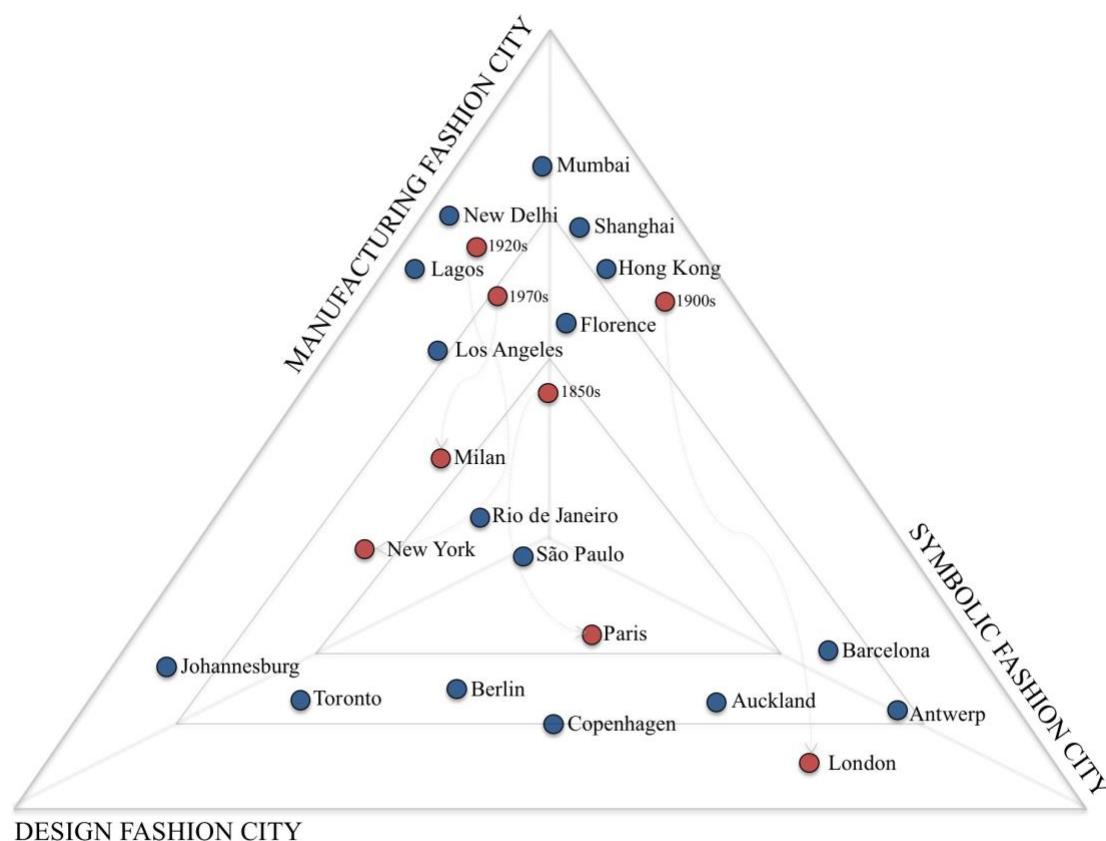 MANUFACTURING FASHION CITY
Mumbai
New Delhi
Shanghai
1920s
Lagos
Hong Kong
1970s
1900s
Florence
Los Angeles
1850s
Milan
Rio de Janeiro
New York
São Paulo
SYMBOLIC FASHION CITY
Paris
Barcelona
Johannesburg
Berlin
Toronto
Auckland
Antwerp
Copenhagen
London
DESIGN FASHION CITY